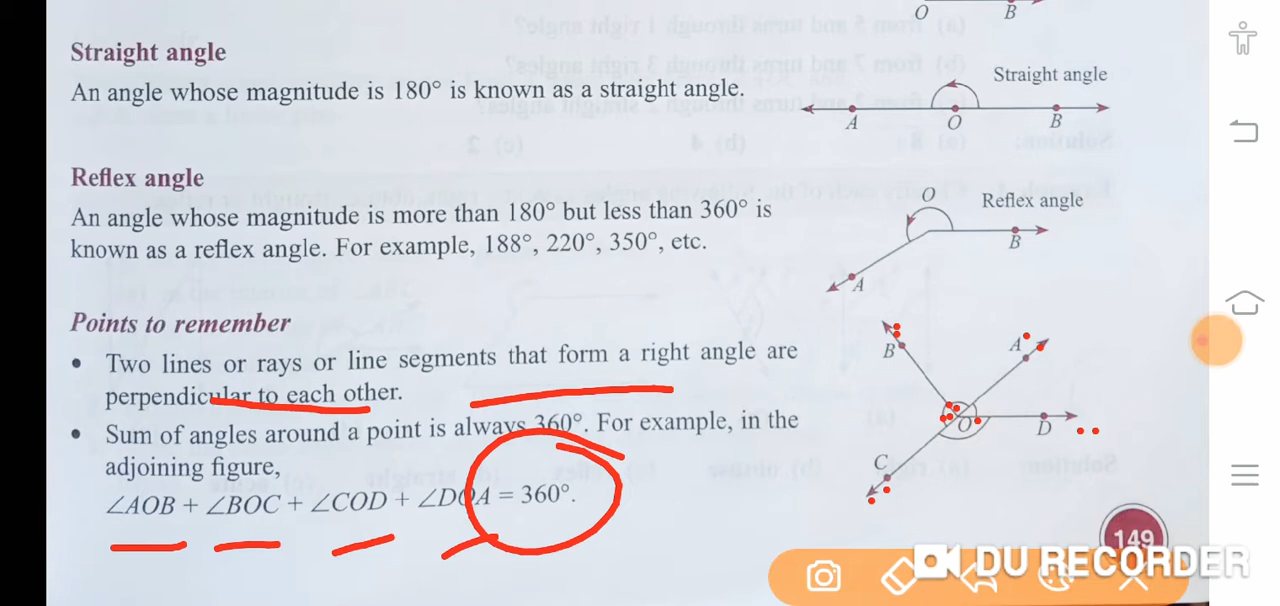 O B
Straight angle
An angle whose magnitude is 180° is known as a straight angle.
Straight angle
A O B
Reflex angle
An angle whose magnitude is more than 180° but less than 360° is
known as a reflex angle. For example, 188°, 220°, 350°, etc.
O Reflex angle
B
A
Points to remember
• Two lines or rays or line segments that form a right angle are
perpendicular to each other.
• Sum of angles around a point is always 360°. For example, in the
adjoining figure,
∠AOB + ∠BOC + ∠COD + ∠DOA = 360°.
B A
O D
C
149
DU RECORDER